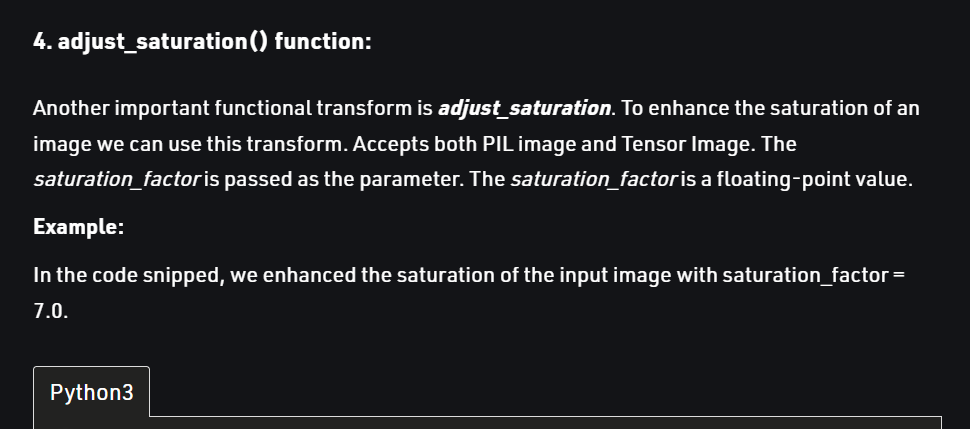 4. adjust_saturation() function:
Another important functional transform is adjust_saturation. To enhance the saturation of an
image we can use this transform. Accepts both PIL image and Tensor Image. The
saturation_factor is passed as the parameter. The saturation_factor is a floating-point value.
Example:
In the code snipped, we enhanced the saturation of the input image with saturation_factor =
7.0.
Python3